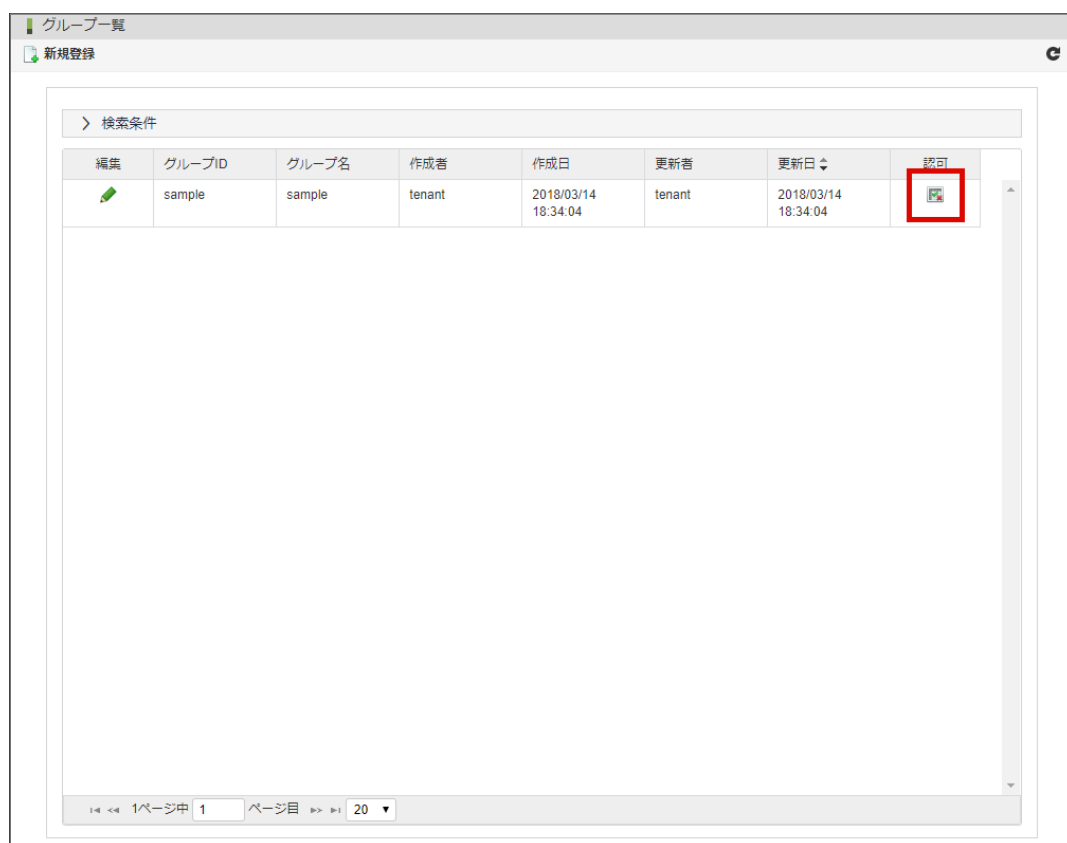 グループ一覧
新規登録
検索条件
編集 グループID グループ名 作成者 作成日 更新者 更新日 認可
sample sample tenant 2018/03/14 18:34:04 tenant 2018/03/14 18:34:04
1ページ中 1 ページ目 20